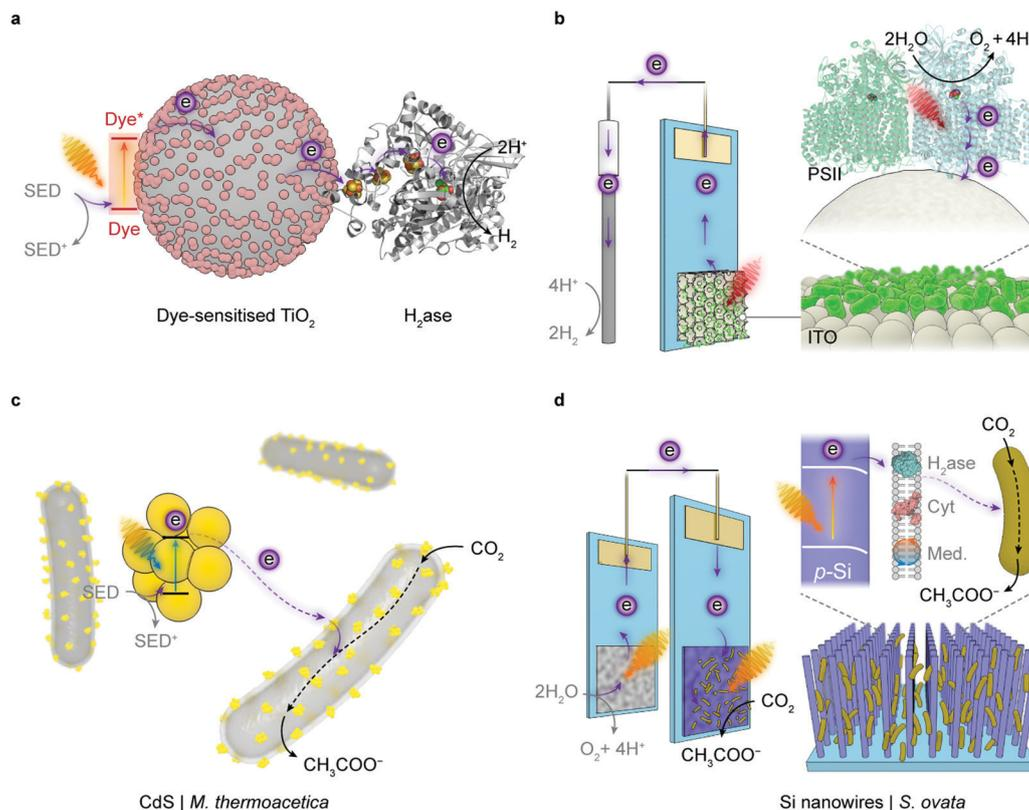 a
e
Dye*
SED
SED⁺
Dye
e
e
2H⁺
H₂
Dye-sensitised TiO₂
H₂ase
b
e
e
e
4H⁺
2H₂
2H₂O
O₂ + 4H
e
e
PSII
ITO
c
e
SED
SED⁺
e
CO₂
CH₃COO⁻
CdS | M. thermoacetica
d
e
e
e
2H₂O
O₂ + 4H⁺
CO₂
CH₃COO⁻
e
p-Si
H₂ase
Cyt
Med.
CO₂
CH₃COO⁻
Si nanowires | S. ovata